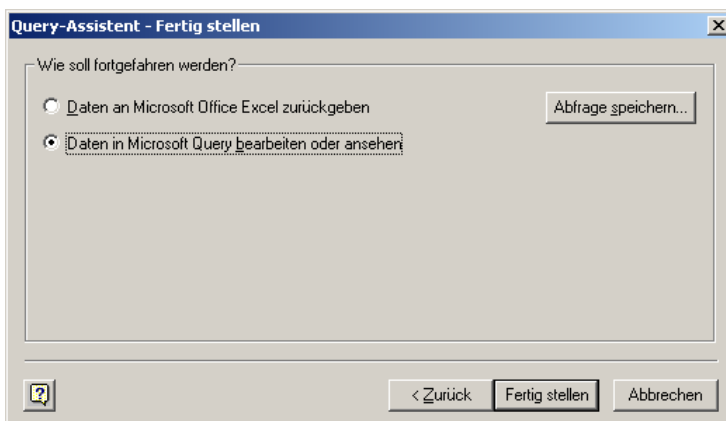 Query-Assistent - Fertig stellen
Wie soll fortgefahren werden?
Daten an Microsoft Office Excel zurückgeben
Abfrage speichern...
Daten in Microsoft Query bearbeiten oder ansehen
< Zurück
Fertig stellen
Abbrechen